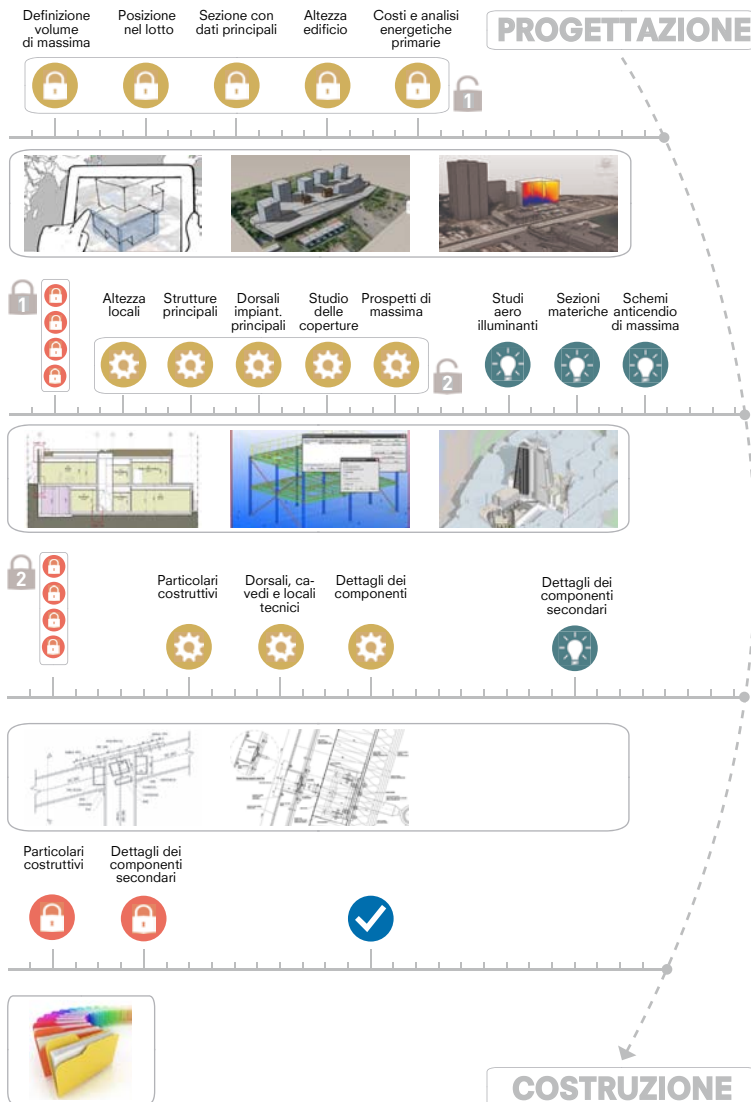 Definizione
volume
di massima
Posizione
nel lotto
Sezione con
dati principali
Altezza
edificio
Costi e analisi
energetiche
primarie
PROGETTAZIONE
1
1
Altezza
locali
Strutture
principali
Dorsali
impiant.
principali
Studio
delle
coperture
Prospetti di
massima
2
Studi
aero
illuminanti
Sezioni
materiche
Schemi
anticendio
di massima
2
Particolari
costruttivi
Dorsali, ca-
vedi e locali
tecnici
Dettagli dei
componenti
Dettagli dei
componenti
secondari
Particolari
costruttivi
Dettagli dei
componenti
secondari
COSTRUZIONE